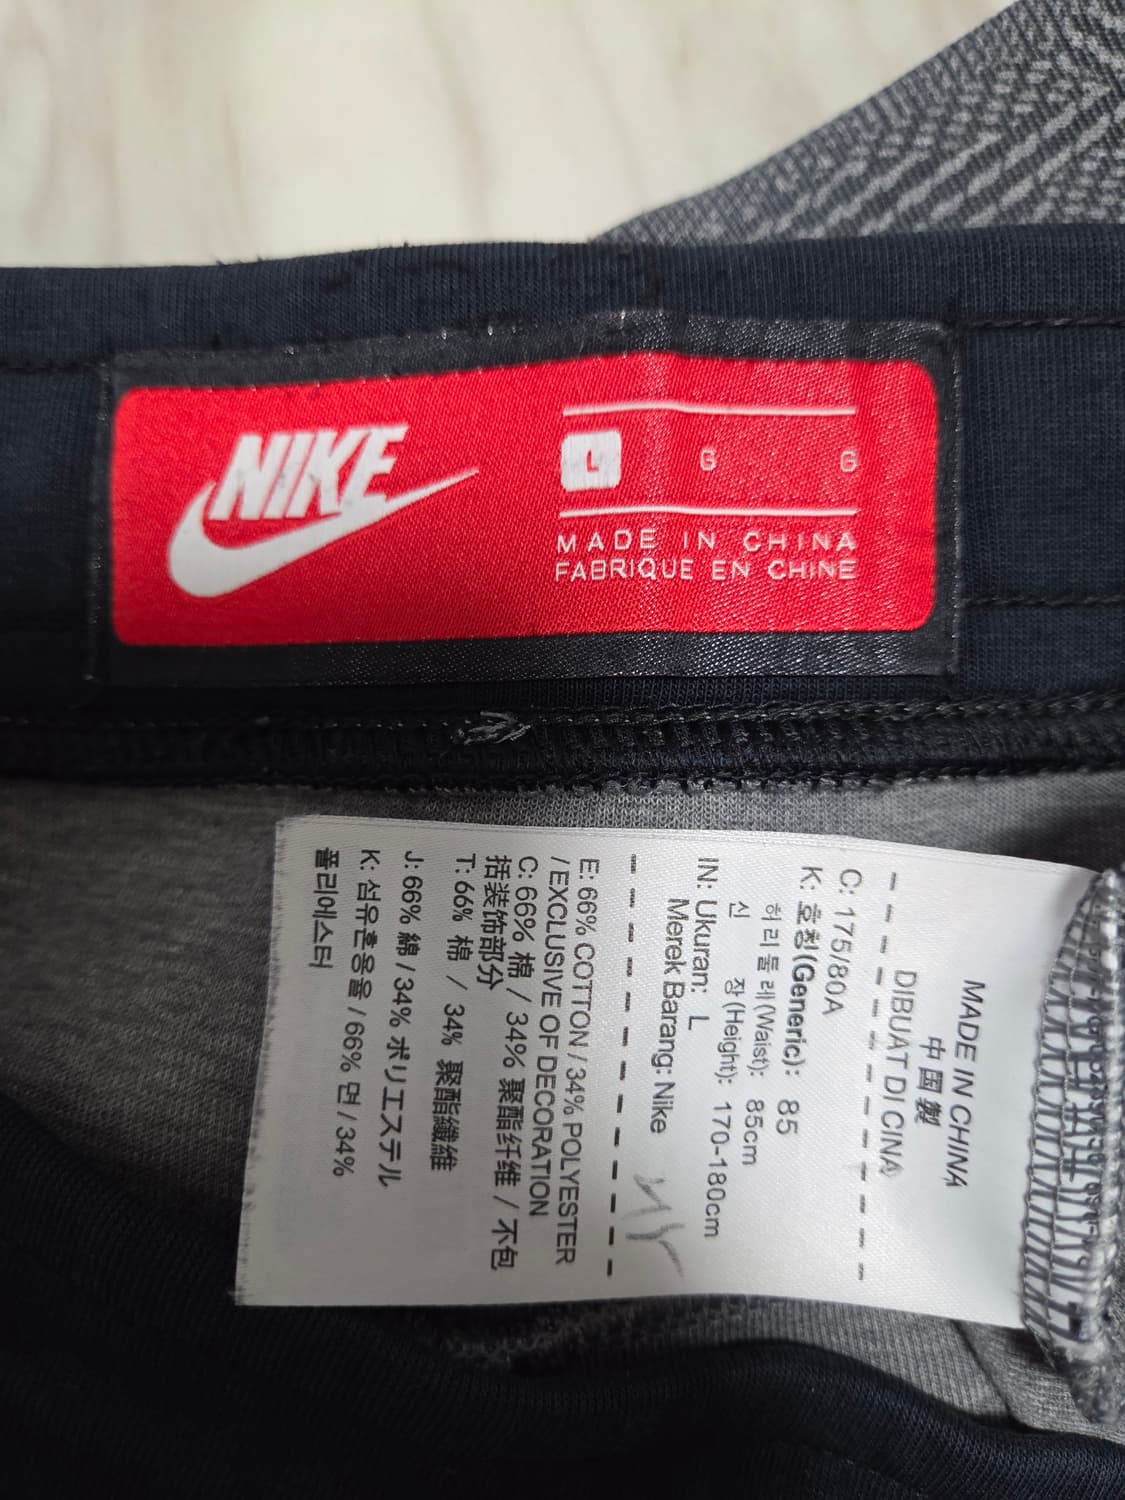 NIKE
L G G
MADE IN CHINA
FABRIQUE EN CHINE
MADE IN CHINA
中国製
DIBUAT DI CINA
C: 175/80A
K: 호칭(Generic): 85
허리둘레(Waist): 85cm
신 장(Height): 170-180cm
IN: Ukuran: L
Merek Barang: Nike
E: 66% COTTON / 34% POLYESTER
/ EXCLUSIVE OF DECORATION
C: 66% 棉 / 34% 聚酯纤维 / 不包
括装饰部分
T: 66% 棉 / 34% 聚酯纖維
J: 66% 綿 / 34% ポリエステル
K: 섬유혼용율 / 66% 면 / 34%
폴리에스터